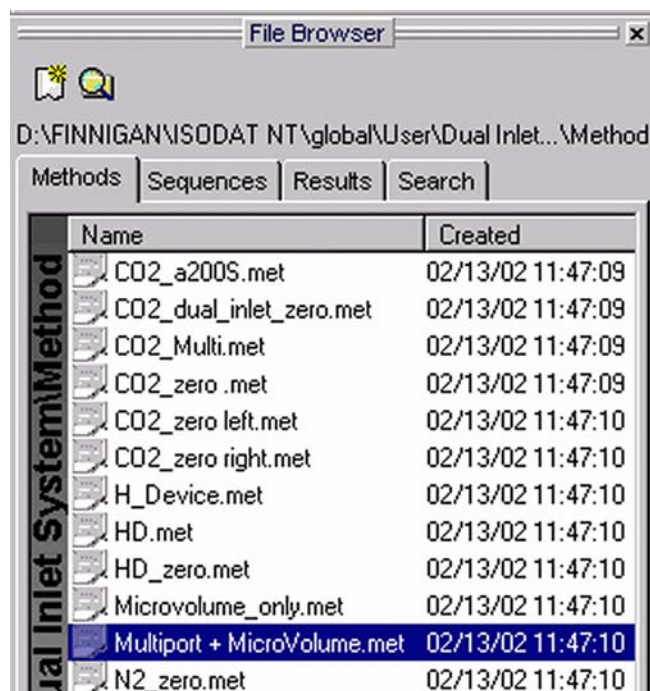 File Browser
D:\FINNIGAN\ISODAT NT\global\User\Dual Inlet...\Method
Methods Sequences Results Search
Name Created
CO2_a200S.met 02/13/02 11:47:09
CO2_dual_inlet_zero.met 02/13/02 11:47:09
CO2_Multi.met 02/13/02 11:47:09
CO2_zero .met 02/13/02 11:47:09
CO2_zero left.met 02/13/02 11:47:10
CO2_zero right.met 02/13/02 11:47:10
H_Device.met 02/13/02 11:47:10
HD.met 02/13/02 11:47:10
HD_zero.met 02/13/02 11:47:10
Microvolume_only.met 02/13/02 11:47:10
Multiport + MicroVolume.met 02/13/02 11:47:10
N2_zero.met 02/13/02 11:47:10
ual Inlet System\Method